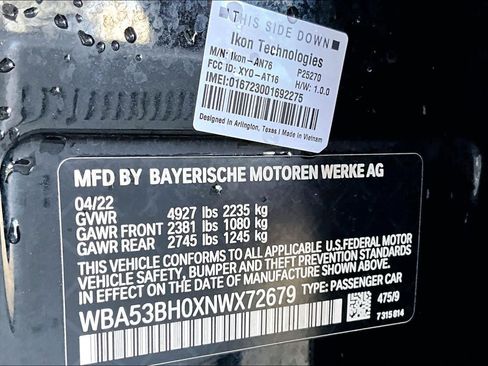 THIS SIDE DOWN
Ikon Technologies
M/N: Ikon-AN76 P25270
FCC ID: XYO-AT16 H/W: 1.0.0
IMEI:016723001692275
Designed in Arlington, Texas | Made in Vietnam
MFD BY BAYERISCHE MOTOREN WERKE AG
04/22
GVWR 4927 lbs 2235 kg
GAWR FRONT 2381 lbs 1080 kg
GAWR REAR 2745 lbs 1245 kg
THIS VEHICLE CONFORMS TO ALL APPLICABLE U.S.FEDERAL MOTOR
VEHICLE SAFETY, BUMPER, AND THEFT PREVENTION STANDARDS
IN EFFECT ON THE DATE OF MANUFACTURE SHOWN ABOVE.
WBA53BH0XNWX72679 TYPE: PASSENGER CAR
475/9
7 315 814